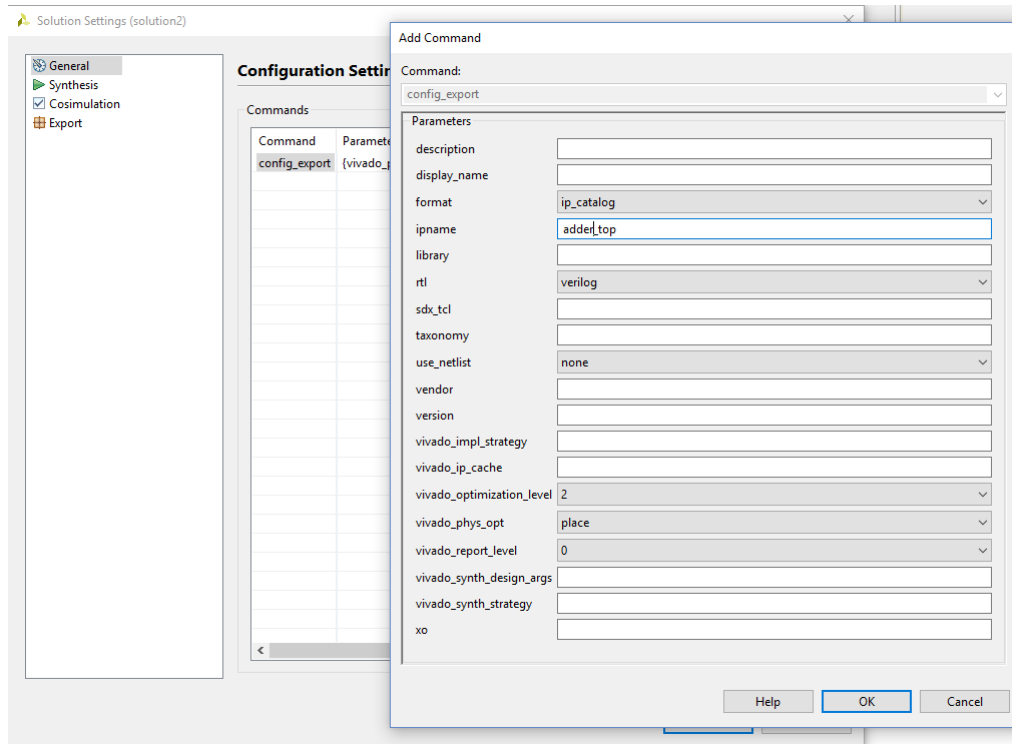 Solution Settings (solution2)
General
Synthesis
Cosimulation
Export
Configuration Settin
Commands
Command Paramete
config_export {vivado_p
Add Command
Command:
config_export
Parameters
description
display_name
format ip_catalog
ipname adder_top
library
rtl verilog
sdx_tcl
taxonomy
use_netlist none
vendor
version
vivado_impl_strategy
vivado_ip_cache
vivado_optimization_level 2
vivado_phys_opt place
vivado_report_level 0
vivado_synth_design_args
vivado_synth_strategy
xo
Help OK Cancel